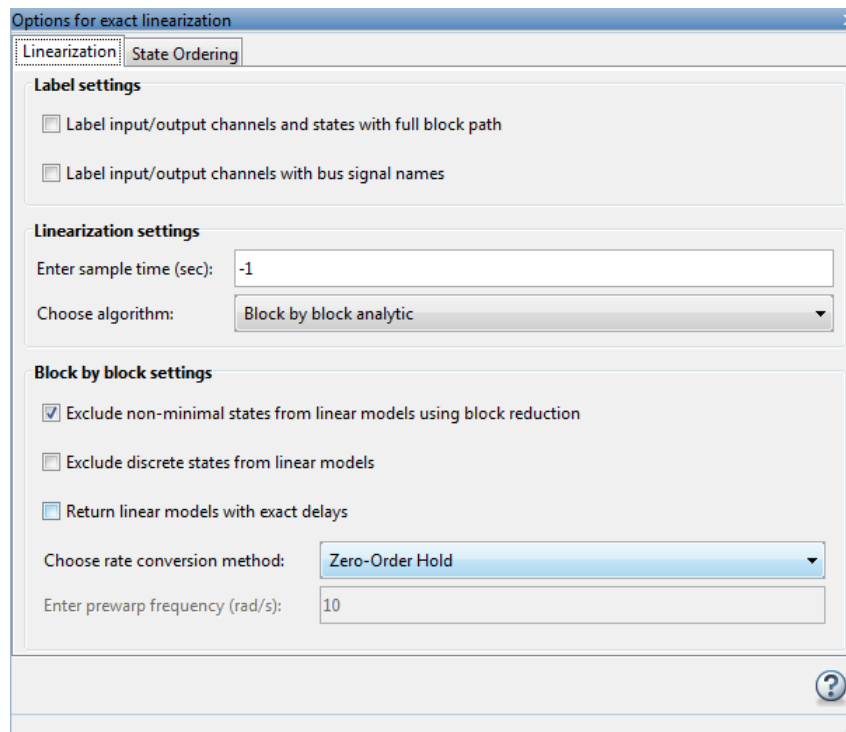 Options for exact linearization
Linearization State Ordering
Label settings
Label input/output channels and states with full block path
Label input/output channels with bus signal names
Linearization settings
Enter sample time (sec): -1
Choose algorithm: Block by block analytic
Block by block settings
Exclude non-minimal states from linear models using block reduction
Exclude discrete states from linear models
Return linear models with exact delays
Choose rate conversion method: Zero-Order Hold
Enter prewarp frequency (rad/s): 10
?